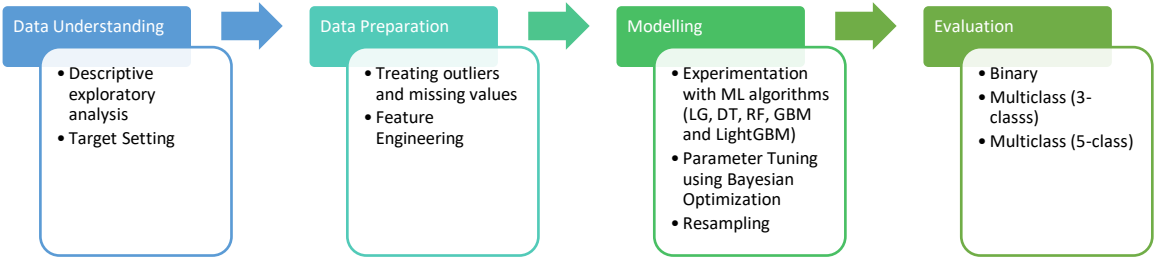 Data Understanding
• Descriptive
exploratory
analysis
• Target Setting
Data Preparation
• Treating outliers
and missing values
• Feature
Engineering
Modelling
• Experimentation
with ML algorithms
(LG, DT, RF, GBM
and LightGBM)
• Parameter Tuning
using Bayesian
Optimization
• Resampling
Evaluation
• Binary
• Multiclass (3-
classs)
• Multiclass (5-class)